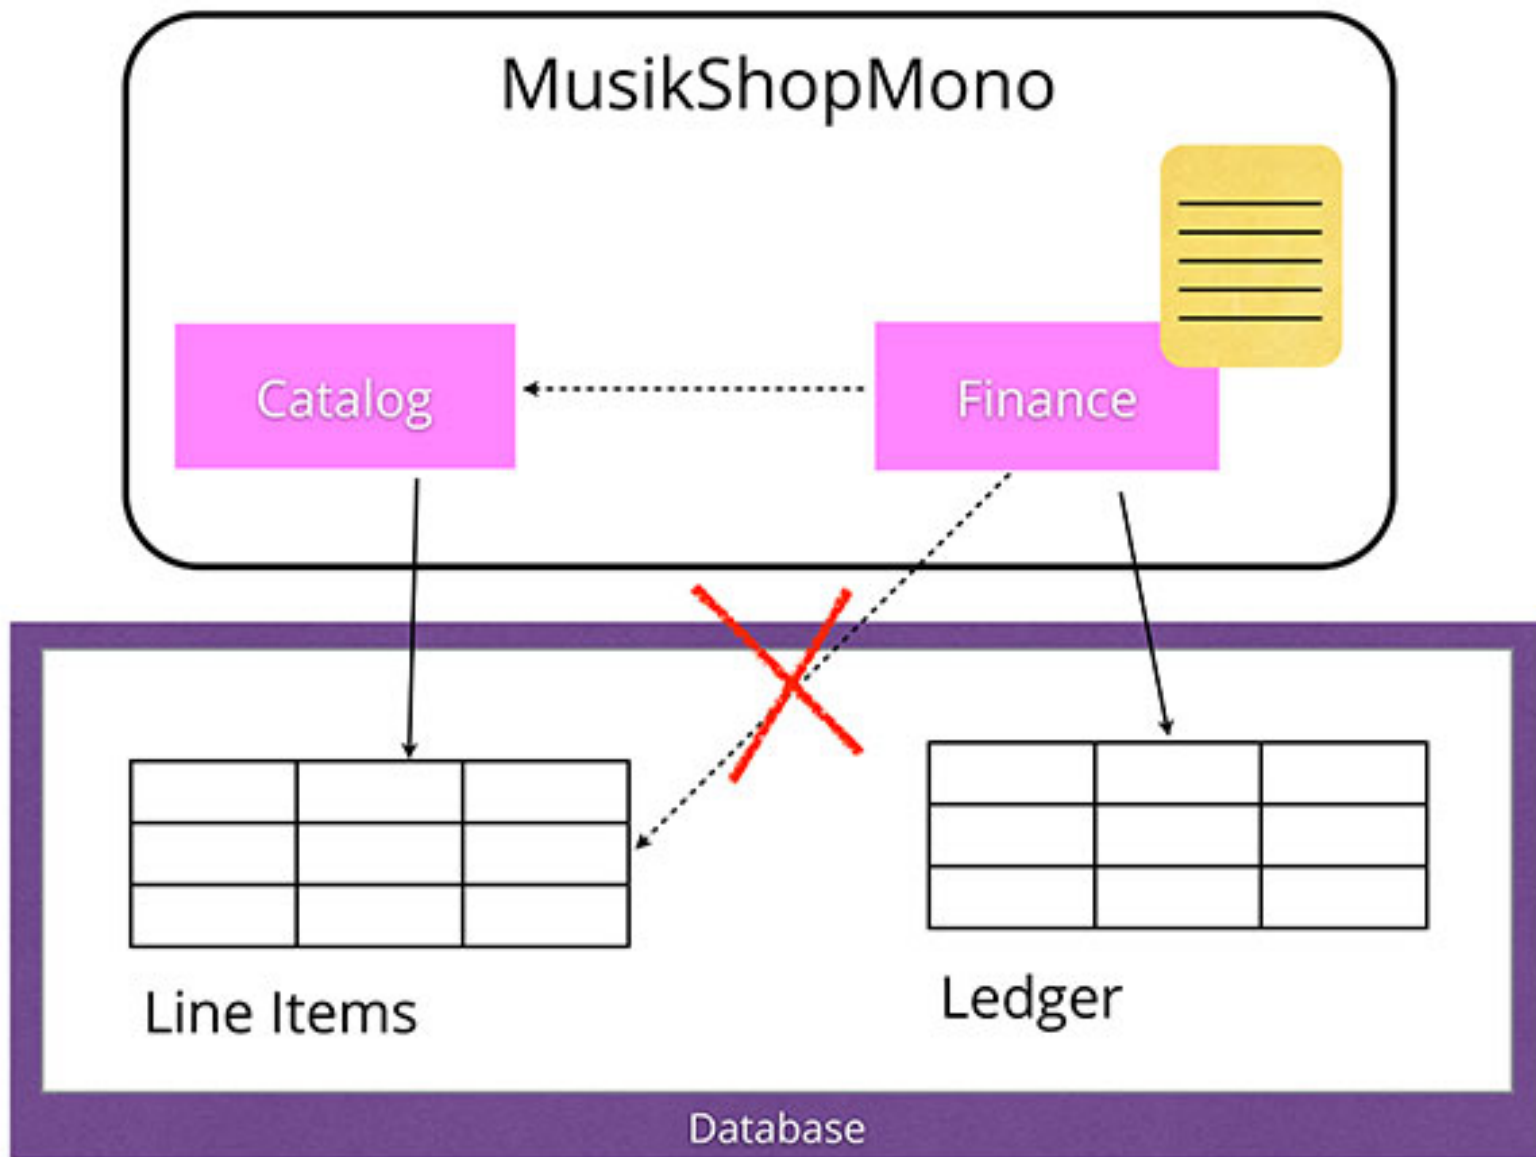 MusikShopMono
Catalog
Finance
Line Items
Ledger
Database